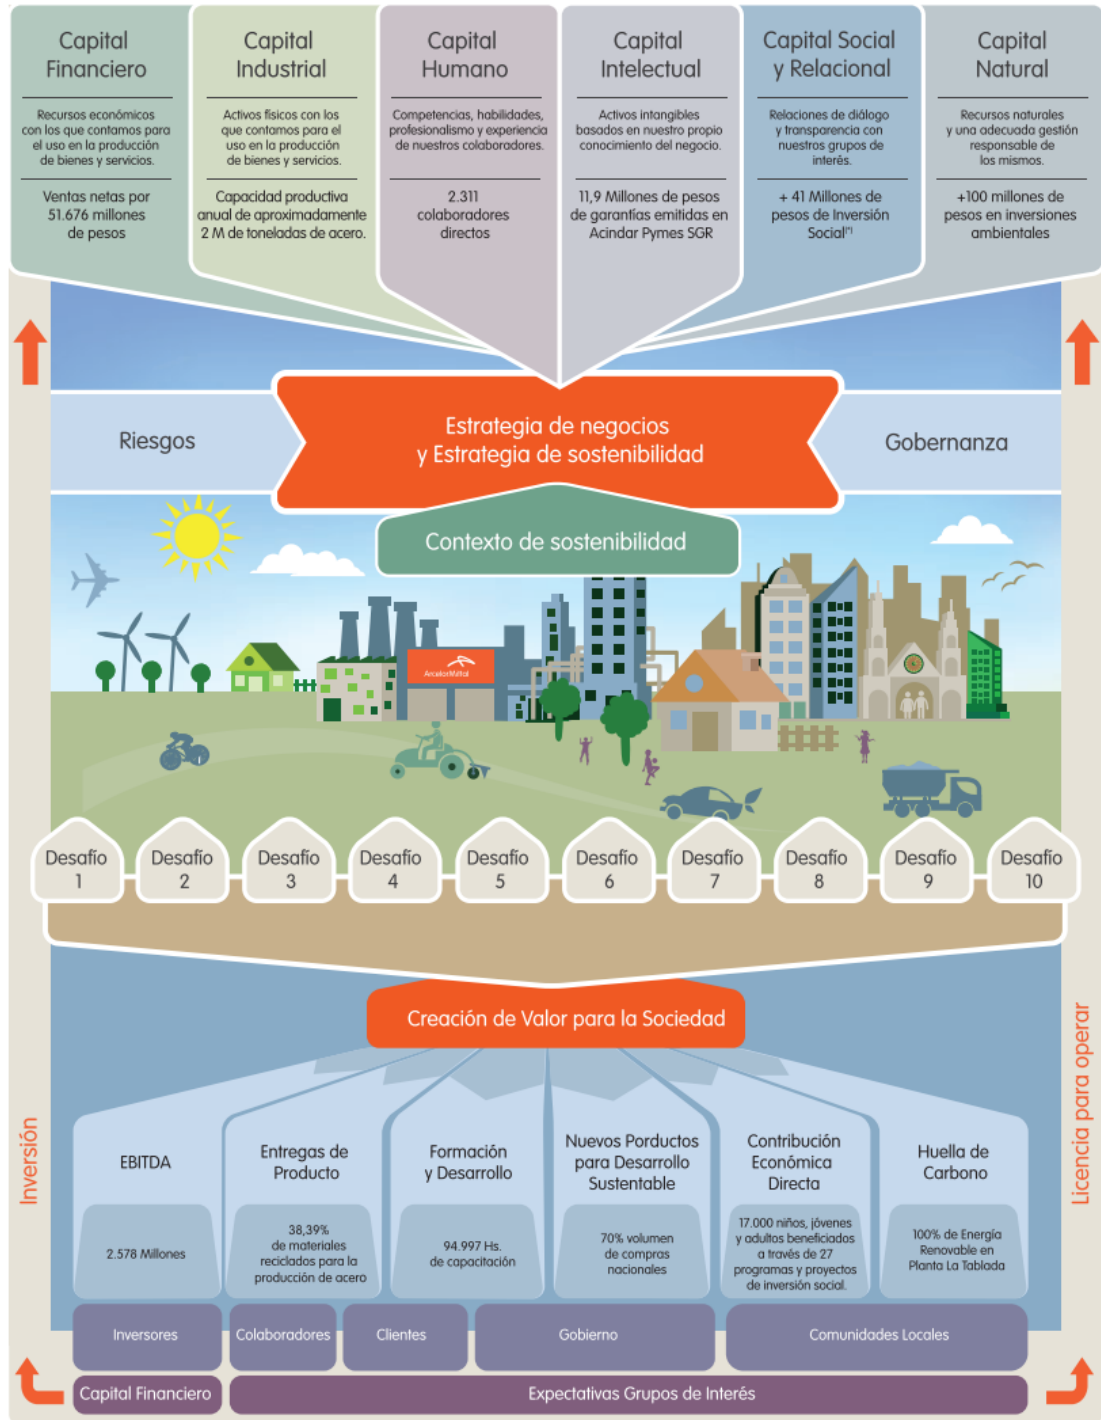 Capital
Financiero
Recursos económicos
con los que contamos para
el uso en la producción
de bienes y servicios.
Ventas netas por
51.676 millones
de pesos
Capital
Industrial
Activos físicos con los
que contamos para el
uso en la producción
de bienes y servicios.
Capacidad productiva
anual de aproximadamente
2 M de toneladas de acero.
Capital
Humano
Competencias, habilidades,
profesionalismo y experiencia
de nuestros colaboradores.
2.311
colaboradores
directos
Capital
Intelectual
Activos intangibles
basados en nuestro propio
conocimiento del negocio.
11,9 Millones de pesos
de garantías emitidas en
Acindar Pymes SGR
Capital Social
y Relacional
Relaciones de diálogo
y transparencia con
nuestros grupos de
interés.
+ 41 Millones de
pesos de Inversión
Social(*)
Capital
Natural
Recursos naturales
y una adecuada gestión
responsable de
los mismos.
+100 millones de
pesos en inversiones
ambientales
Riesgos
Estrategia de negocios
y Estrategia de sostenibilidad
Gobernanza
Contexto de sostenibilidad
ArcelorMittal
Desafío
1
Desafío
2
Desafío
3
Desafío
4
Desafío
5
Desafío
6
Desafío
7
Desafío
8
Desafío
9
Desafío
10
Creación de Valor para la Sociedad
Inversión
Licencia para operar
EBITDA
2.578 Millones
Entregas de
Producto
38,39%
de materiales
reciclados para la
producción de acero
Formación
y Desarrollo
94.997 Hs.
de capacitación
Nuevos Porductos
para Desarrollo
Sustentable
70% volumen
de compras
nacionales
Contribución
Económica
Directa
17.000 niños, jóvenes
y adultos beneficiados
a través de 27
programas y proyectos
de inversión social.
Huella de
Carbono
100% de Energía
Renovable en
Planta La Tablada
Inversores
Colaboradores
Clientes
Gobierno
Comunidades Locales
Capital Financiero
Expectativas Grupos de Interés